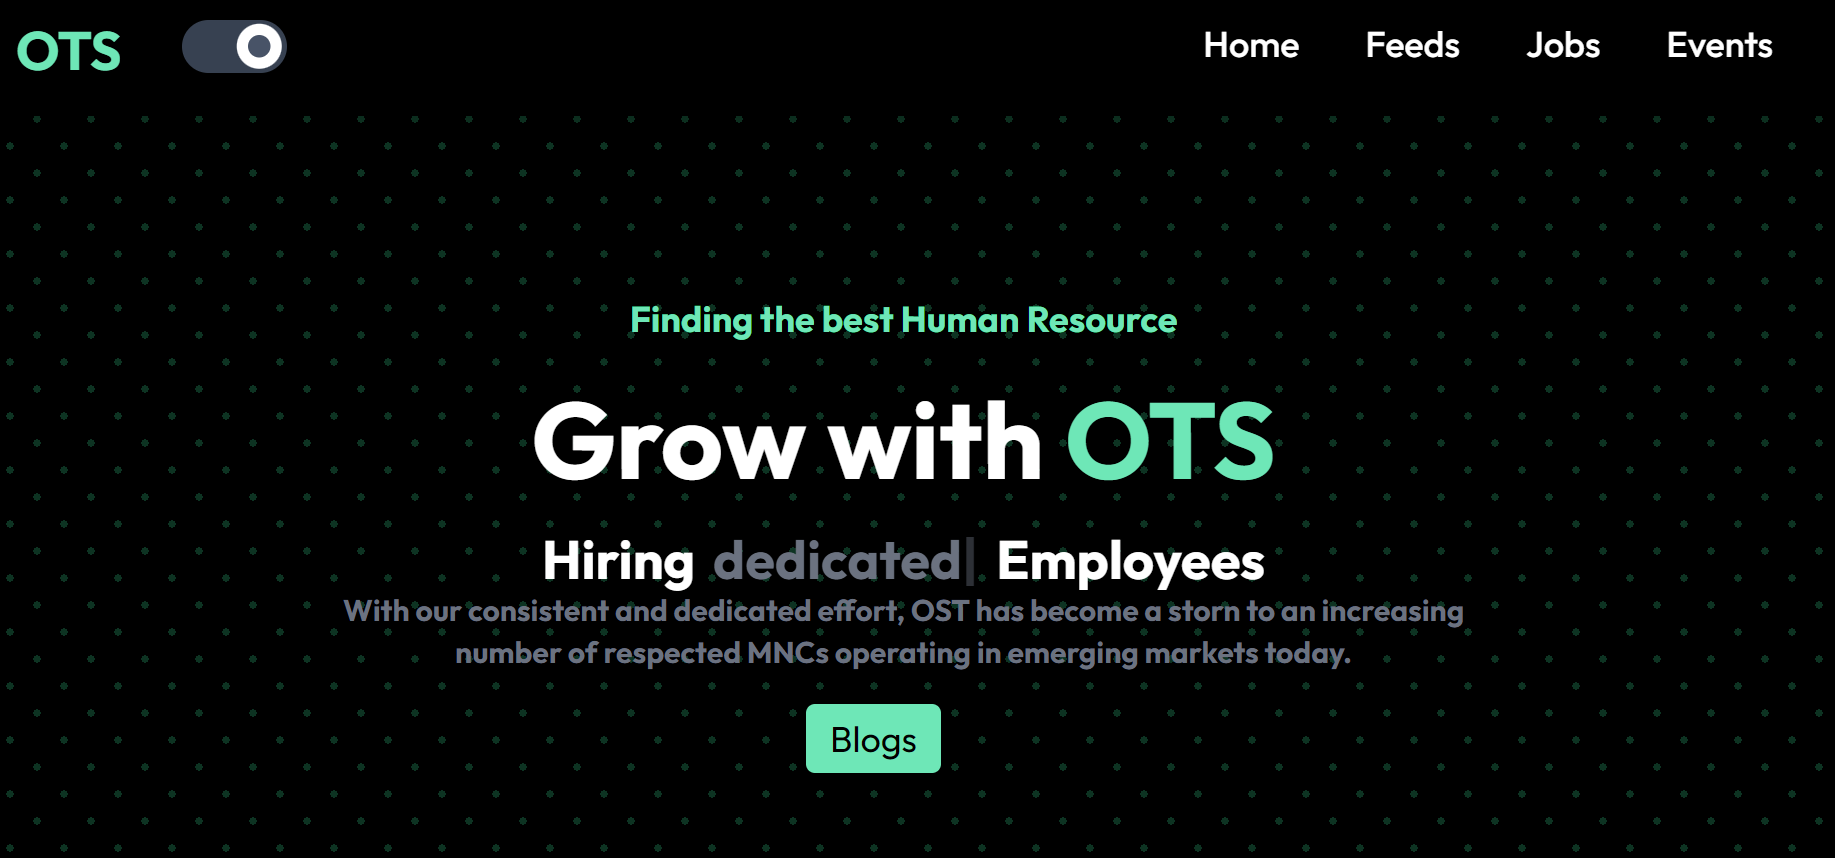 OTS
Home Feeds Jobs Events
Finding the best Human Resource
Grow with OTS
Hiring dedicated| Employees
With our consistent and dedicated effort, OST has become a storn to an increasing
number of respected MNCs operating in emerging markets today.
Blogs